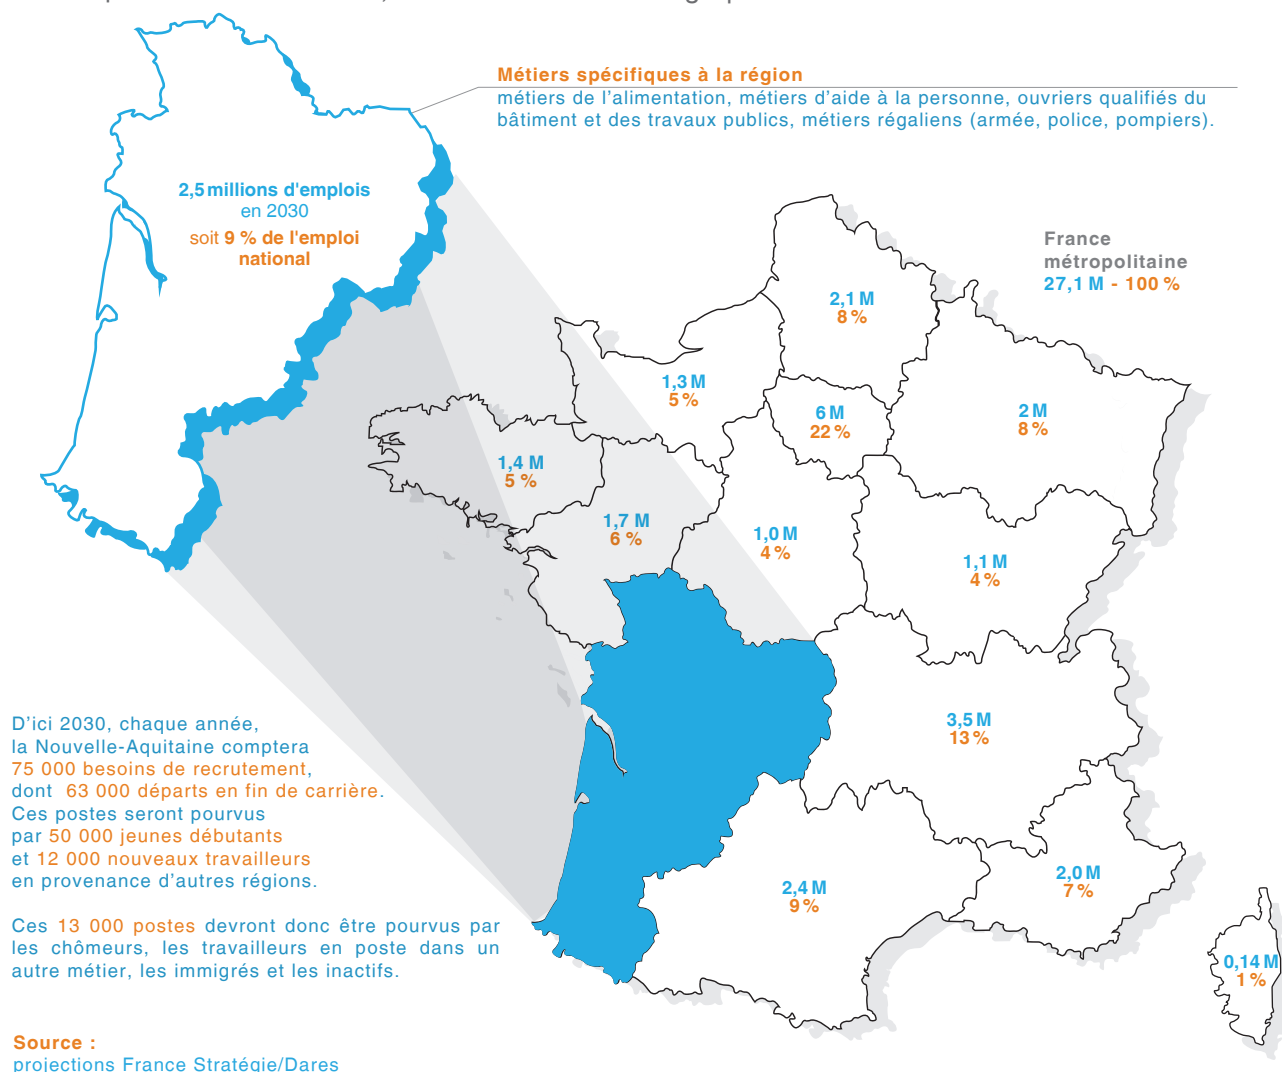 Métiers spécifiques à la région
métiers de l'alimentation, métiers d'aide à la personne, ouvriers qualifiés du
bâtiment et des travaux publics, métiers régaliens (armée, police, pompiers).
2,5 millions d'emplois
en 2030
soit 9 % de l'emploi
national
France
métropolitaine
27,1 M - 100 %
2,1 M
8 %
1,3 M
5 %
6 M
22 %
2 M
8 %
1,4 M
5 %
1,7 M
6 %
1,0 M
4 %
1,1 M
4 %
3,5 M
13 %
2,4 M
9 %
2,0 M
7 %
0,14 M
1 %
D'ici 2030, chaque année,
la Nouvelle-Aquitaine comptera
75 000 besoins de recrutement,
dont 63 000 départs en fin de carrière.
Ces postes seront pourvus
par 50 000 jeunes débutants
et 12 000 nouveaux travailleurs
en provenance d'autres régions.
Ces 13 000 postes devront donc être pourvus par
les chômeurs, les travailleurs en poste dans un
autre métier, les immigrés et les inactifs.
Source :
projections France Stratégie/Dares